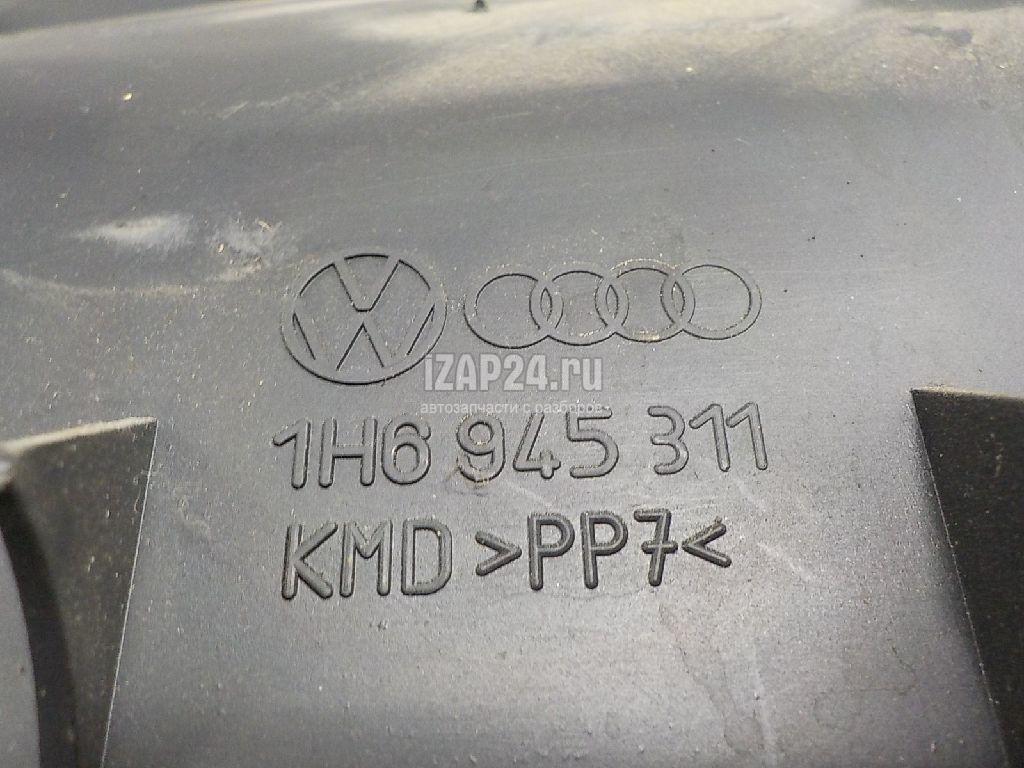 iZAP24.ru
автозапчасти с разборов
1H6 945 311
KMD >PP7<